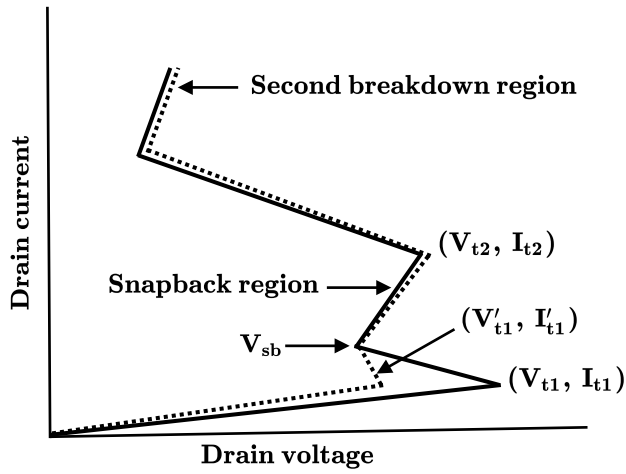 Second breakdown region
Drain current
(Vt2, It2)
Snapback region
(V′t1, I′t1)
Vsb
(Vt1, It1)
Drain voltage